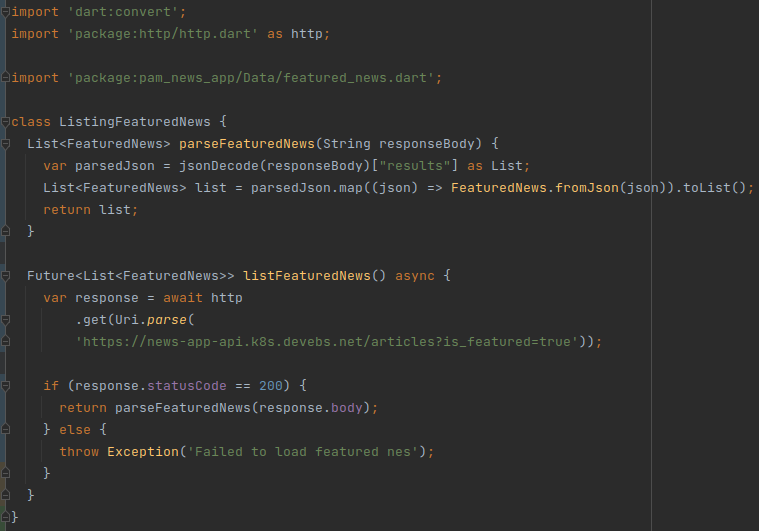 import 'dart:convert';
import 'package:http/http.dart' as http;
import 'package:pam_news_app/Data/featured_news.dart';
class ListingFeaturedNews {
List<FeaturedNews> parseFeaturedNews(String responseBody) {
var parsedJson = jsonDecode(responseBody)["results"] as List;
List<FeaturedNews> list = parsedJson.map((json) => FeaturedNews.fromJson(json)).toList();
return list;
}
Future<List<FeaturedNews>> listFeaturedNews() async {
var response = await http
.get(Uri.parse(
'https://news-app-api.k8s.devebs.net/articles?is_featured=true'));
if (response.statusCode == 200) {
return parseFeaturedNews(response.body);
} else {
throw Exception('Failed to load featured nes');
}
}
}